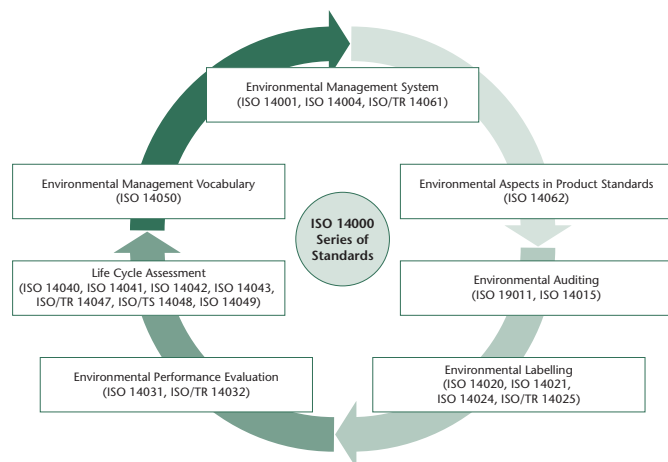 Environmental Management System
(ISO 14001, ISO 14004, ISO/TR 14061)
Environmental Management Vocabulary
(ISO 14050)
Environmental Aspects in Product Standards
(ISO 14062)
ISO 14000
Series of
Standards
Life Cycle Assessment
(ISO 14040, ISO 14041, ISO 14042, ISO 14043,
ISO/TR 14047, ISO/TS 14048, ISO 14049)
Environmental Auditing
(ISO 19011, ISO 14015)
Environmental Performance Evaluation
(ISO 14031, ISO/TR 14032)
Environmental Labelling
(ISO 14020, ISO 14021,
ISO 14024, ISO/TR 14025)